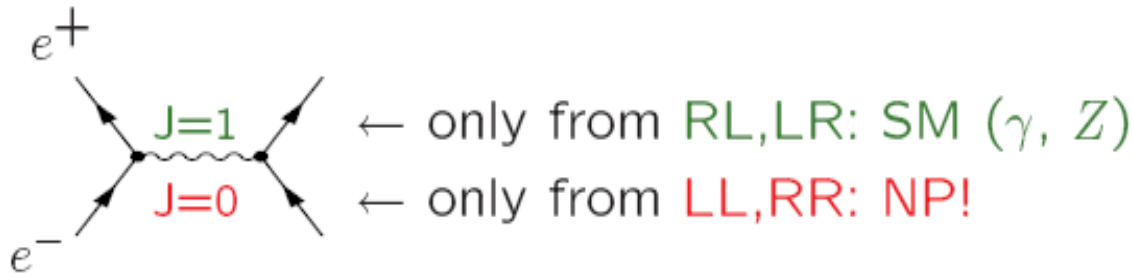 e⁺
J=1 ← only from RL,LR: SM (γ, Z)
J=0 ← only from LL,RR: NP!
e⁻